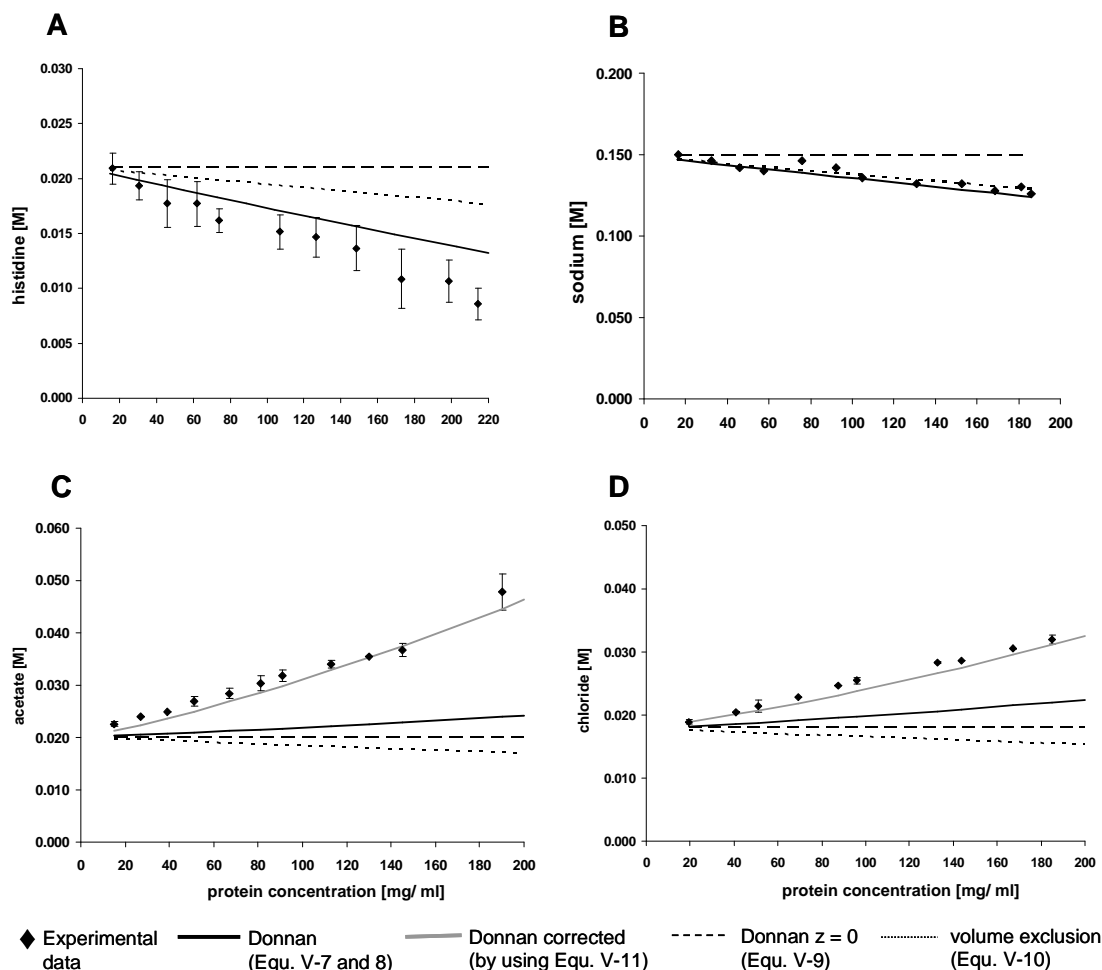 A
0.030
0.025
0.020
0.015
0.010
0.005
0.000
histidine [M]
0 20 40 60 80 100 120 140 160 180 200 220
B
0.200
0.150
0.100
0.050
0.000
sodium [M]
0 20 40 60 80 100 120 140 160 180 200
C
0.060
0.050
0.040
0.030
0.020
0.010
0.000
acetate [M]
0 20 40 60 80 100 120 140 160 180 200
protein concentration [mg/ ml]
D
0.050
0.040
0.030
0.020
0.010
0.000
chloride [M]
0 20 40 60 80 100 120 140 160 180 200
protein concentration [mg/ ml]
Experimental
data
Donnan
(Equ. V-7 and 8)
Donnan corrected
(by using Equ. V-11)
Donnan z = 0
(Equ. V-9)
volume exclusion
(Equ. V-10)